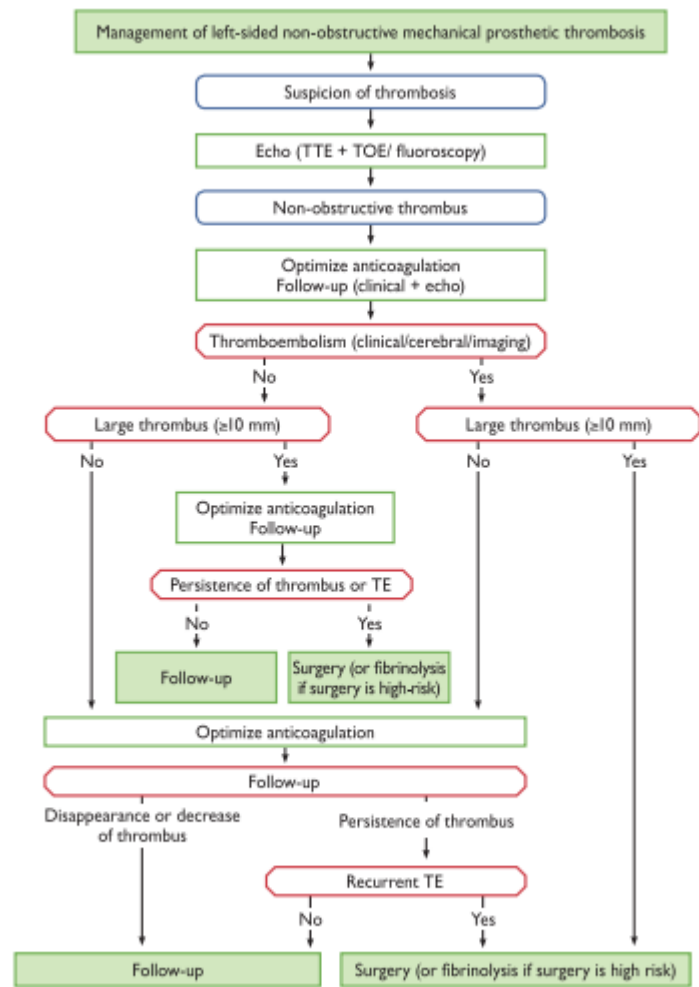 Management of left-sided non-obstructive mechanical prosthetic thrombosis
Suspicion of thrombosis
Echo (TTE + TOE/ fluoroscopy)
Non-obstructive thrombus
Optimize anticoagulation
Follow-up (clinical + echo)
Thromboembolism (clinical/cerebral/imaging)
No
Yes
Large thrombus (≥10 mm)
Large thrombus (≥10 mm)
No
Yes
No
Yes
Optimize anticoagulation
Follow-up
Persistence of thrombus or TE
No
Yes
Follow-up
Surgery (or fibrinolysis
if surgery is high-risk)
Optimize anticoagulation
Follow-up
Disappearance or decrease
of thrombus
Persistence of thrombus
Recurrent TE
No
Yes
Follow-up
Surgery (or fibrinolysis if surgery is high risk)